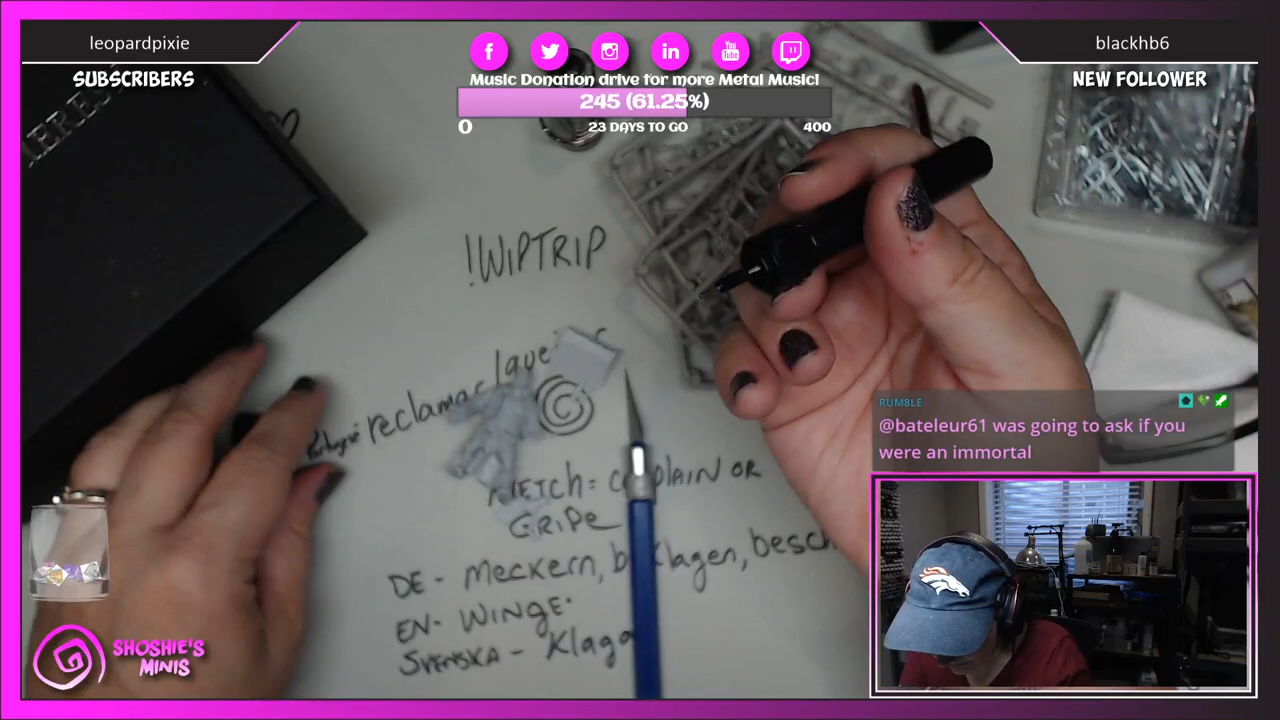 leopardpixie
SUBSCRIBERS
blackhb6
NEW FOLLOWER
Music Donation drive for more Metal Music!
245 (61.25%)
0
23 DAYS TO GO
400
!WIPTRIP
reclamar
KVETCH = COMPLAIN OR
GRIPE
DE - meckern, beklagen, besch
EN - WINGE.
SVENSKA - Klaga
RUM8LE
@bateleur61 was going to ask if you
were an immortal
SHOSHIE'S
MINIS